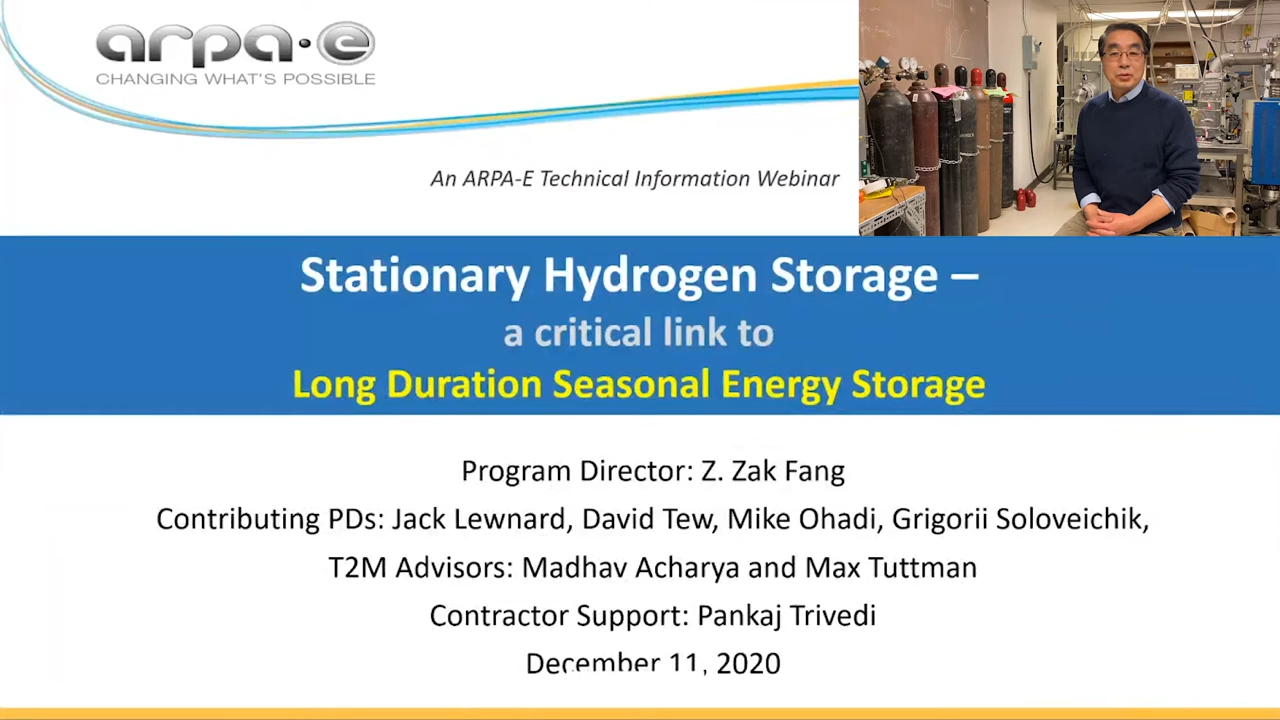 arpa·e
CHANGING WHAT'S POSSIBLE
An ARPA-E Technical Information Webinar
Stationary Hydrogen Storage –
a critical link to
Long Duration Seasonal Energy Storage
Program Director: Z. Zak Fang
Contributing PDs: Jack Lewnard, David Tew, Mike Ohadi, Grigorii Soloveichik,
T2M Advisors: Madhav Acharya and Max Tuttman
Contractor Support: Pankaj Trivedi
December 11, 2020